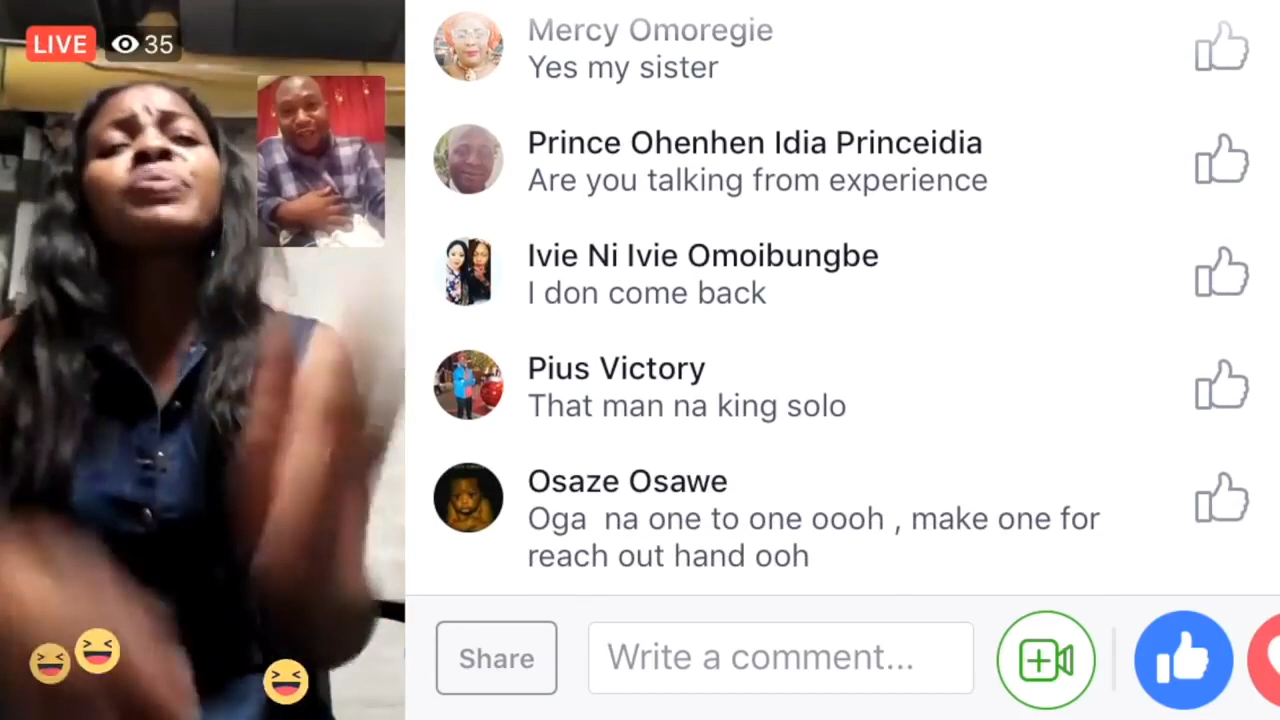 LIVE 35
Mercy Omoregie
Yes my sister
Prince Ohenhen Idia Princeidia
Are you talking from experience
Ivie Ni Ivie Omoibungbe
I don come back
Pius Victory
That man na king solo
Osaze Osawe
Oga na one to one oooh , make one for
reach out hand ooh
Share
Write a comment...